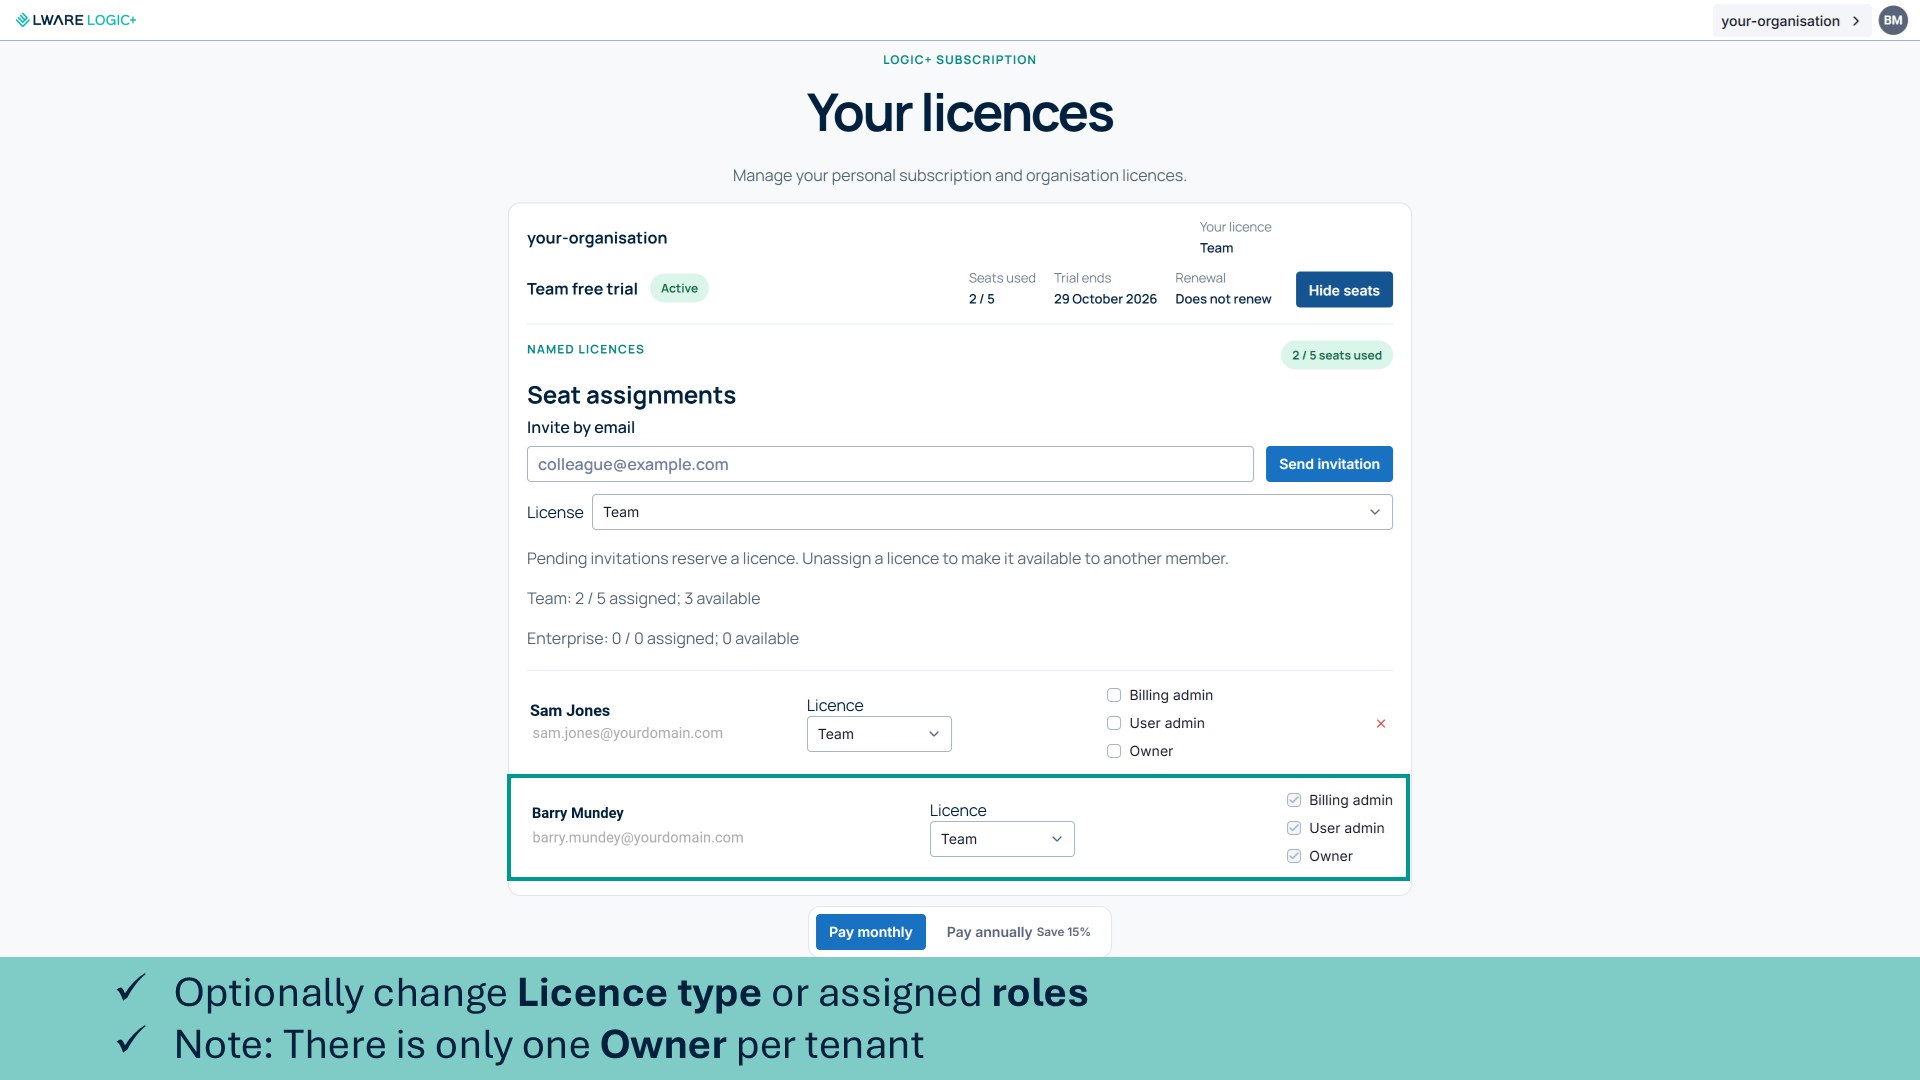 LWARE LOGIC+
your-organisation
BM
LOGIC+ SUBSCRIPTION
Your licences
Manage your personal subscription and organisation licences.
your-organisation
Your licence
Team
Team free trial
Active
Seats used
2 / 5
Trial ends
29 October 2026
Renewal
Does not renew
Hide seats
NAMED LICENCES
2 / 5 seats used
Seat assignments
Invite by email
colleague@example.com
Send invitation
License
Team
Pending invitations reserve a licence. Unassign a licence to make it available to another member.
Team: 2 / 5 assigned; 3 available
Enterprise: 0 / 0 assigned; 0 available
Sam Jones
sam.jones@yourdomain.com
Licence
Team
Billing admin
User admin
Owner
Barry Mundey
barry.mundey@yourdomain.com
Licence
Team
Billing admin
User admin
Owner
Pay monthly
Pay annually Save 15%
✓ Optionally change Licence type or assigned roles
✓ Note: There is only one Owner per tenant